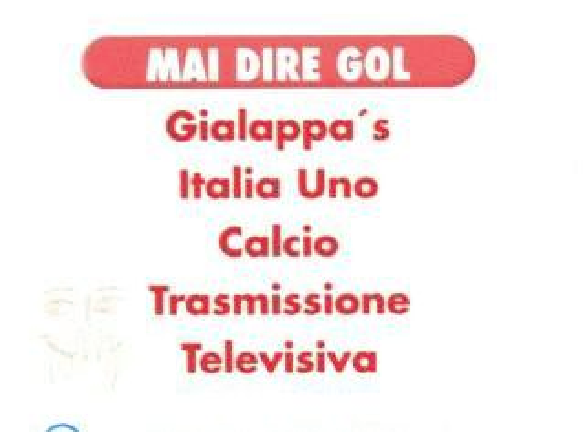 MAI DIRE GOL
Gialappa´s
Italia Uno
Calcio
Trasmissione
Televisiva